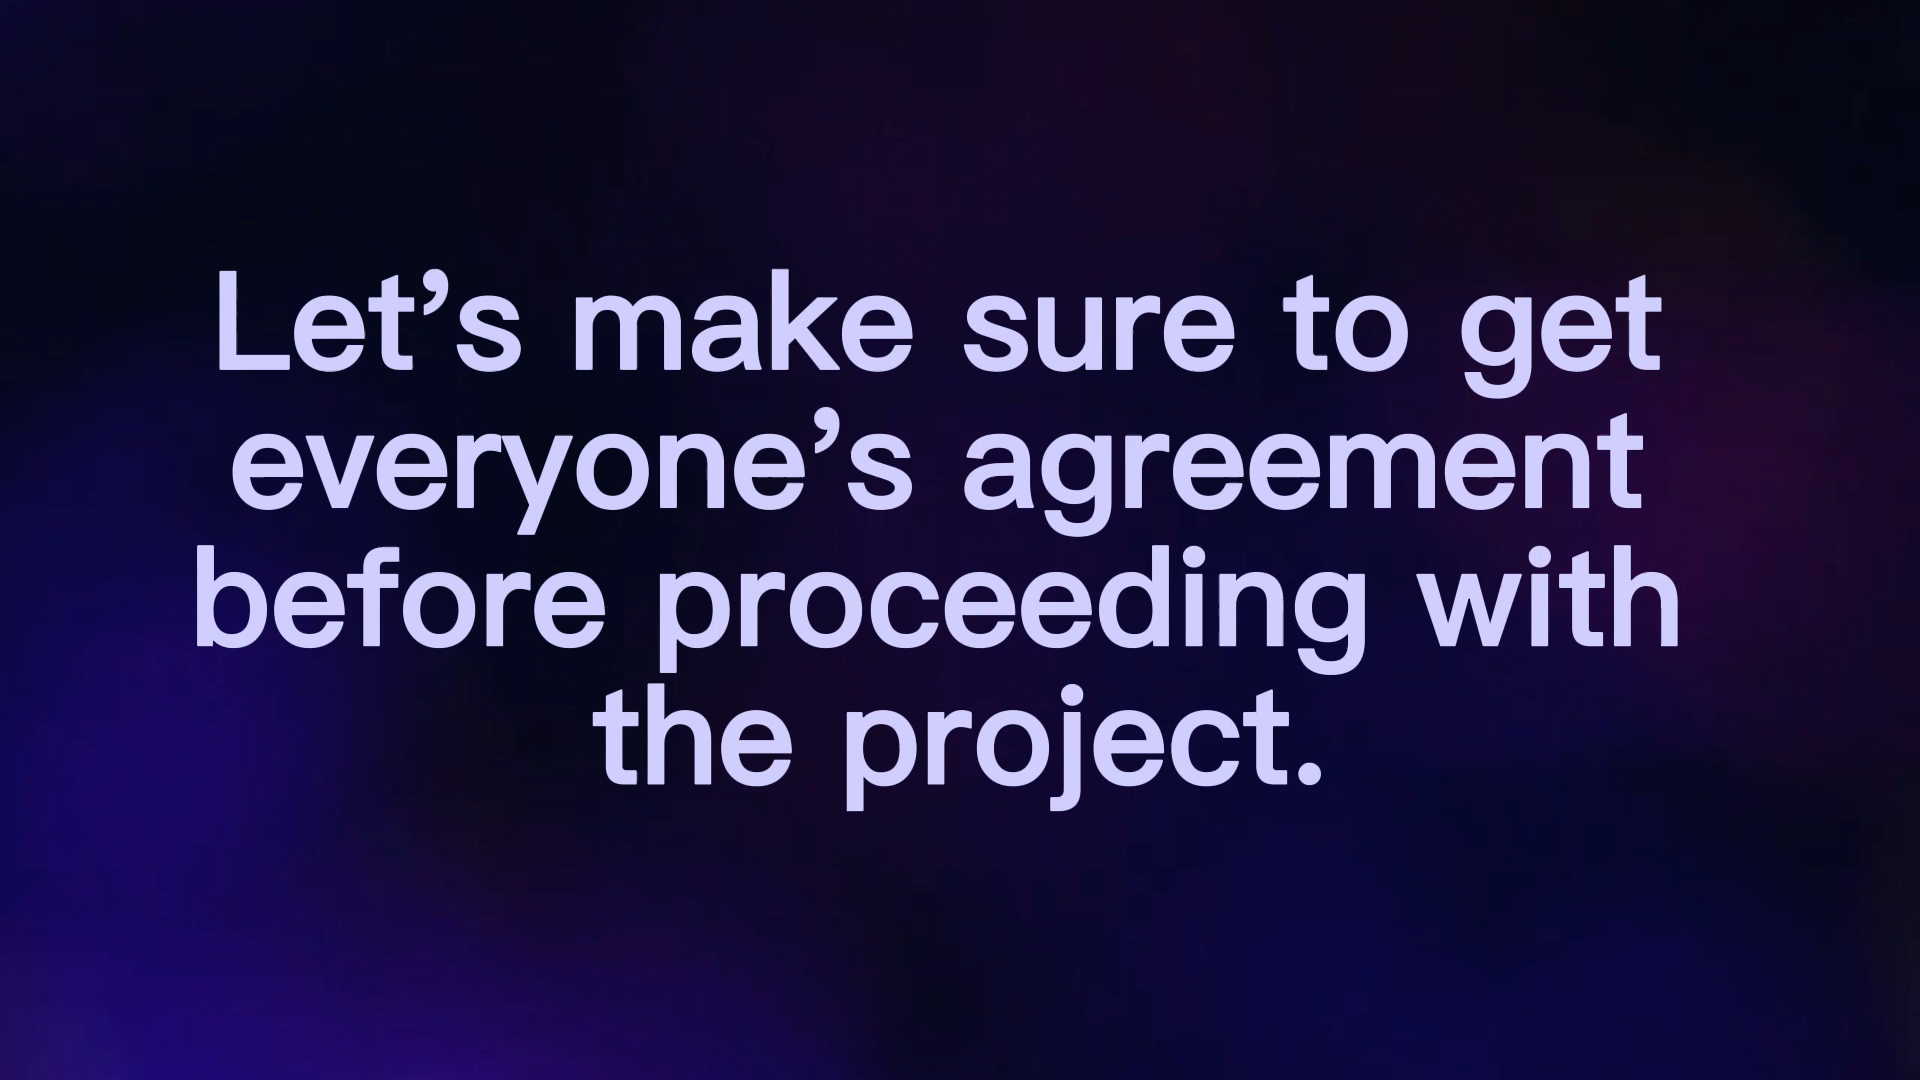 Let’s make sure to get
everyone’s agreement
before proceeding with
the project.